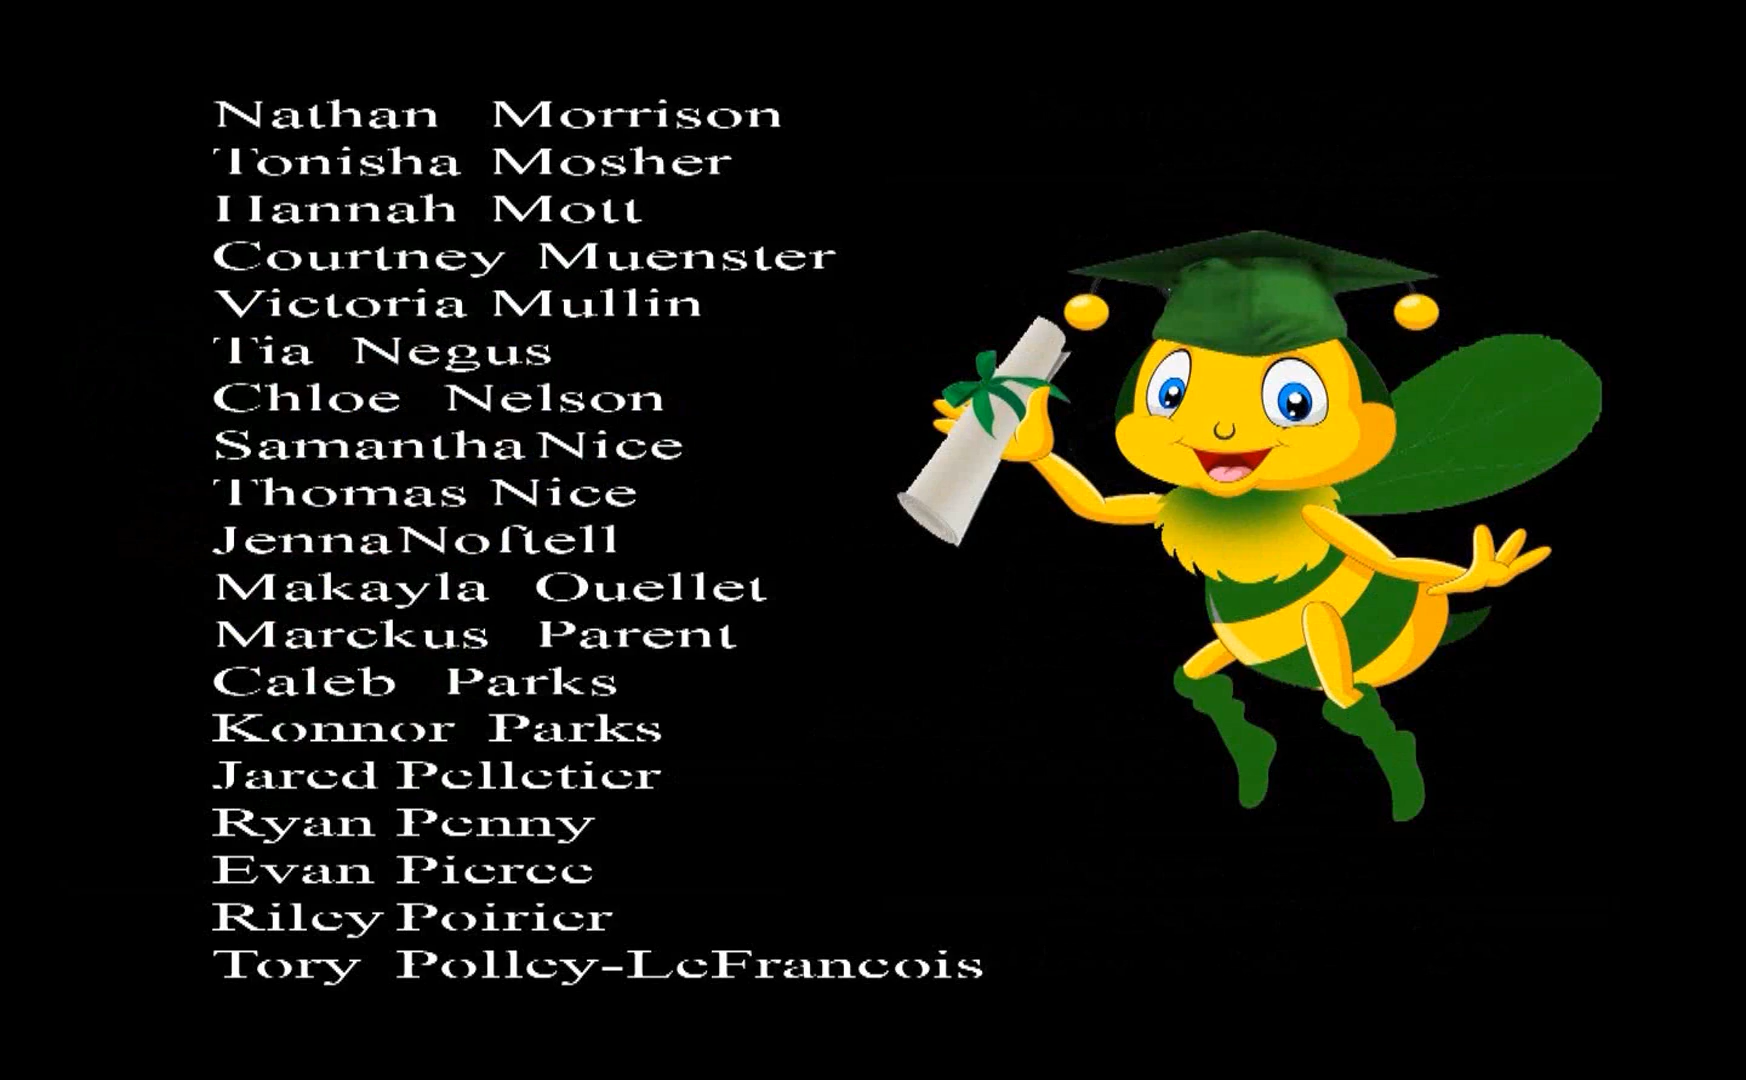 Nathan Morrison
Tonisha Mosher
Hannah Mott
Courtney Muenster
Victoria Mullin
Tia Negus
Chloe Nelson
Samantha Nice
Thomas Nice
Jenna Noftell
Makayla Ouellet
Marckus Parent
Caleb Parks
Konnor Parks
Jared Pelletier
Ryan Penny
Evan Pierce
Riley Poirier
Tory Polley-LeFrancois